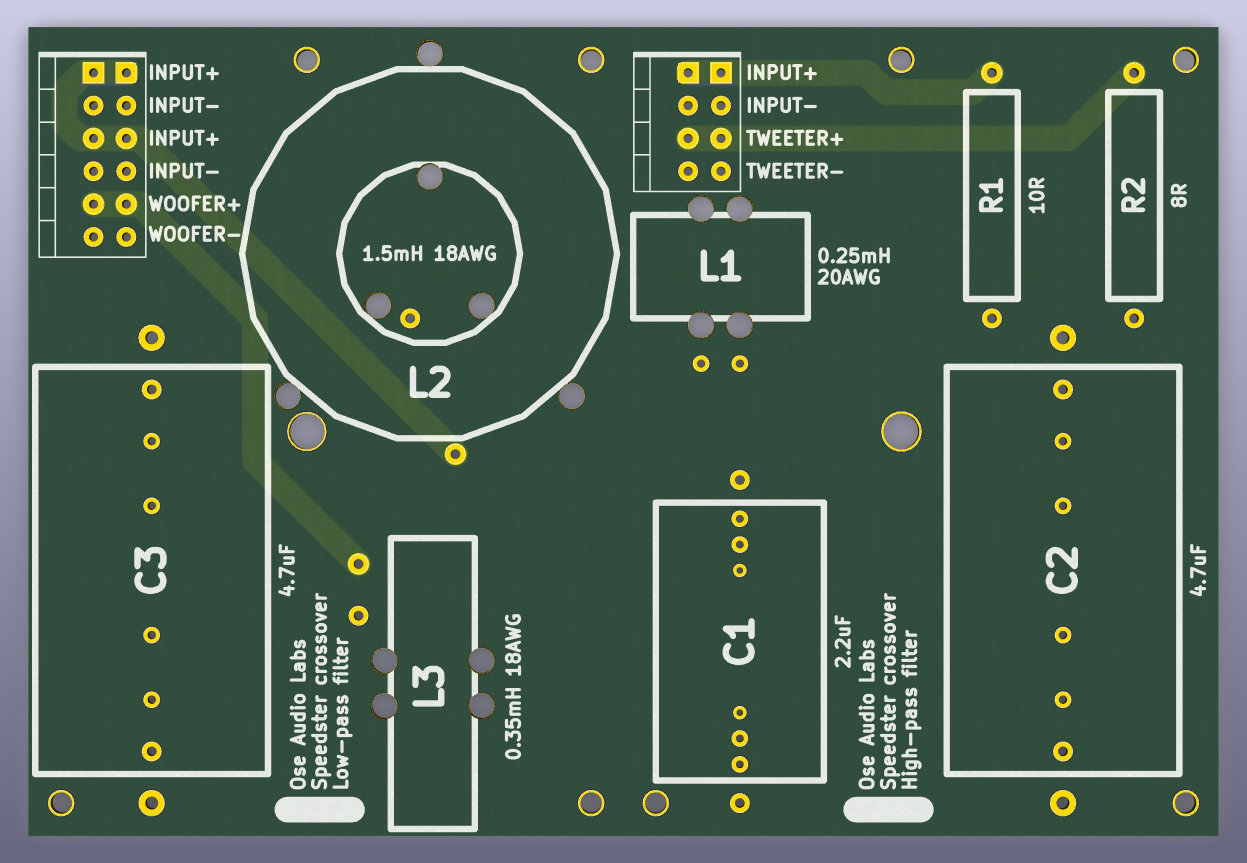 INPUT+
INPUT-
INPUT+
INPUT-
WOOFER+
WOOFER-
1.5mH 18AWG
L2
INPUT+
INPUT-
TWEETER+
TWEETER-
L1
0.25mH
20AWG
R1
10R
R2
8R
C3
4.7uF
Ose Audio Labs
Speedster crossover
Low-pass filter
L3
0.35mH 18AWG
C1
2.2uF
Ose Audio Labs
Speedster crossover
High-pass filter
C2
4.7uF